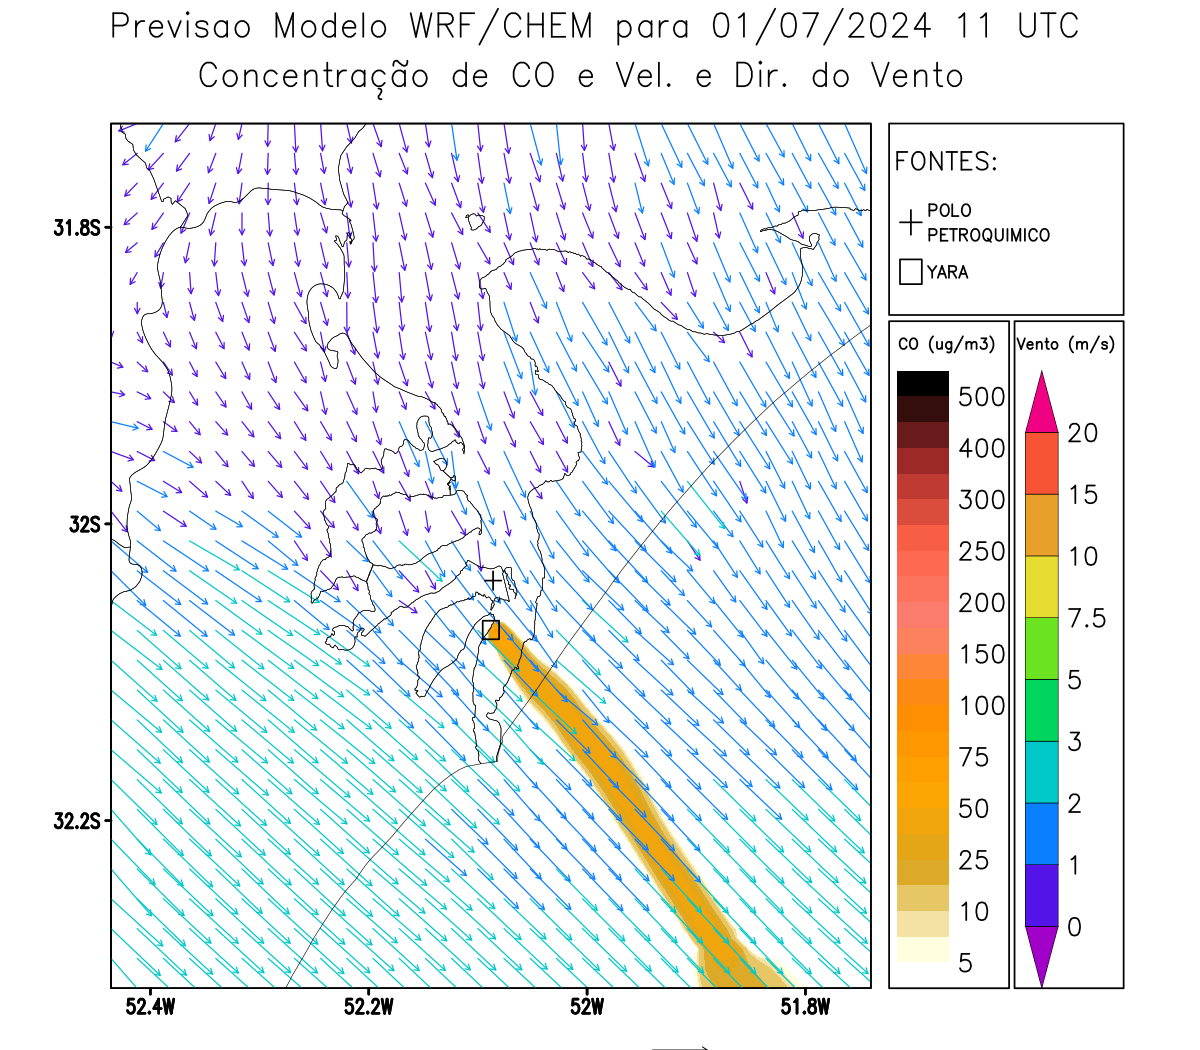 Previsao Modelo WRF/CHEM para 01/07/2024 11 UTC
Concentração de CO e Vel. e Dir. do Vento
FONTES:
POLO
PETROQUIMICO
YARA
CO (ug/m3)
500
400
300
250
200
150
100
75
50
25
10
5
Vento (m/s)
20
15
10
7.5
5
3
2
1
0
31.8S
32S
32.2S
52.4W
52.2W
52W
51.8W